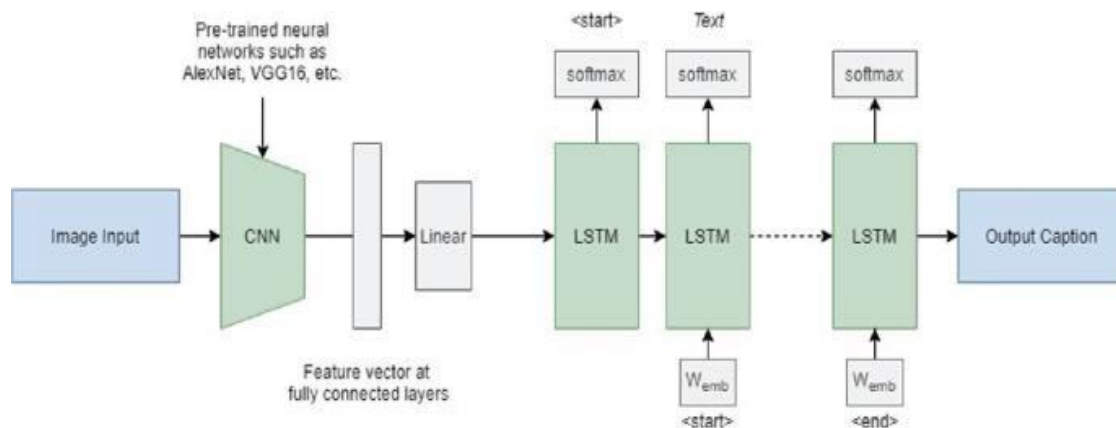 Pre-trained neural
networks such as
AlexNet, VGG16, etc.
<start>
Text
softmax
softmax
softmax
Image Input
CNN
Linear
LSTM
LSTM
LSTM
Output Caption
Feature vector at
fully connected layers
Wemb
Wemb
<start>
<end>